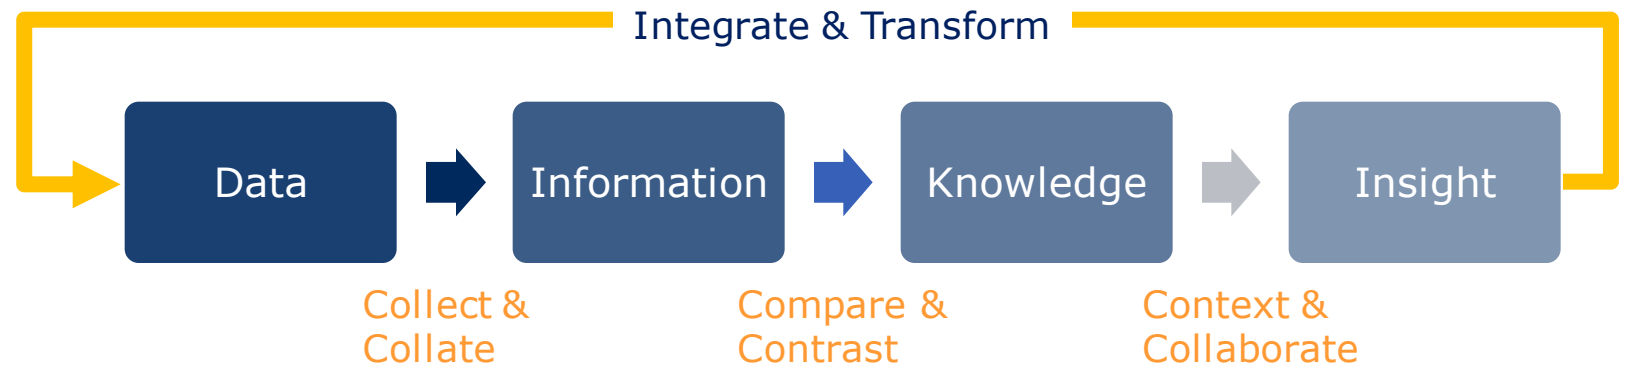 Integrate & Transform
Data
Information
Knowledge
Insight
Collect &
Collate
Compare &
Contrast
Context &
Collaborate